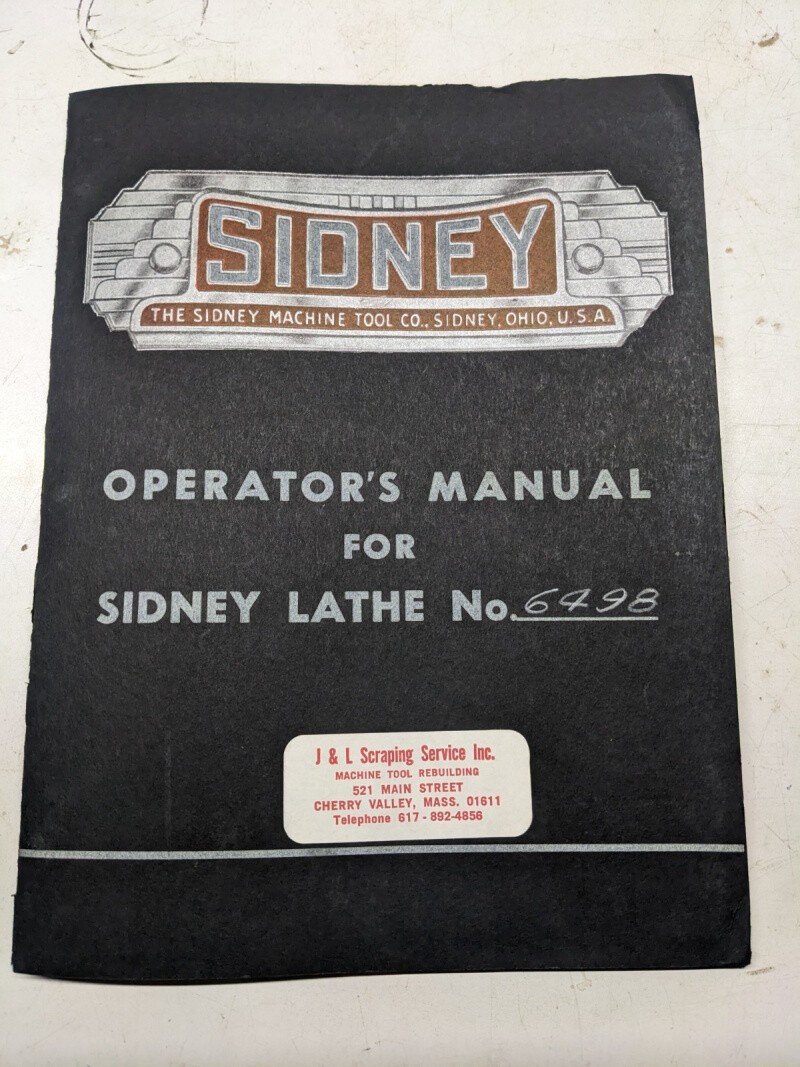 SIDNEY
THE SIDNEY MACHINE TOOL CO., SIDNEY, OHIO, U.S.A.
OPERATOR'S MANUAL
FOR
SIDNEY LATHE No. 6498
J & L Scraping Service Inc.
MACHINE TOOL REBUILDING
521 MAIN STREET
CHERRY VALLEY, MASS. 01611
Telephone 617-892-4856